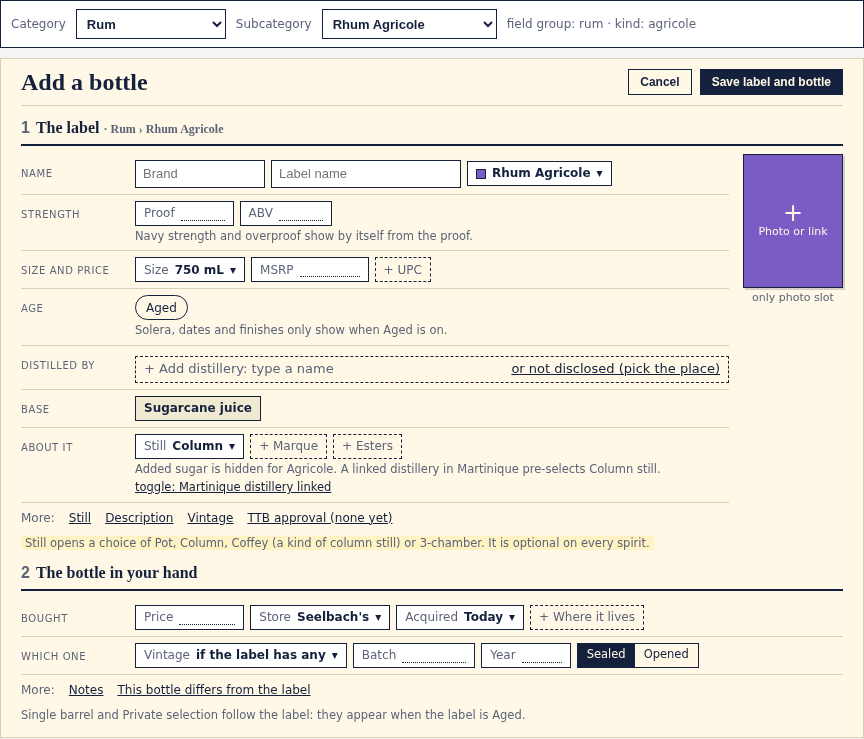 Category Rum Subcategory Rhum Agricole field group: rum · kind: agricole
Add a bottle Cancel Save label and bottle
1 The label · Rum › Rhum Agricole
NAME Brand Label name Rhum Agricole ▾
+
Photo or link
only photo slot
STRENGTH Proof ABV
Navy strength and overproof show by itself from the proof.
SIZE AND PRICE Size 750 mL ▾ MSRP + UPC
AGE Aged
Solera, dates and finishes only show when Aged is on.
DISTILLED BY + Add distillery: type a name or not disclosed (pick the place)
BASE Sugarcane juice
ABOUT IT Still Column ▾ + Marque + Esters
Added sugar is hidden for Agricole. A linked distillery in Martinique pre-selects Column still.
toggle: Martinique distillery linked
More: Still Description Vintage TTB approval (none yet)
Still opens a choice of Pot, Column, Coffey (a kind of column still) or 3-chamber. It is optional on every spirit.
2 The bottle in your hand
BOUGHT Price Store Seelbach's ▾ Acquired Today ▾ + Where it lives
WHICH ONE Vintage if the label has any ▾ Batch Year Sealed Opened
More: Notes This bottle differs from the label
Single barrel and Private selection follow the label: they appear when the label is Aged.